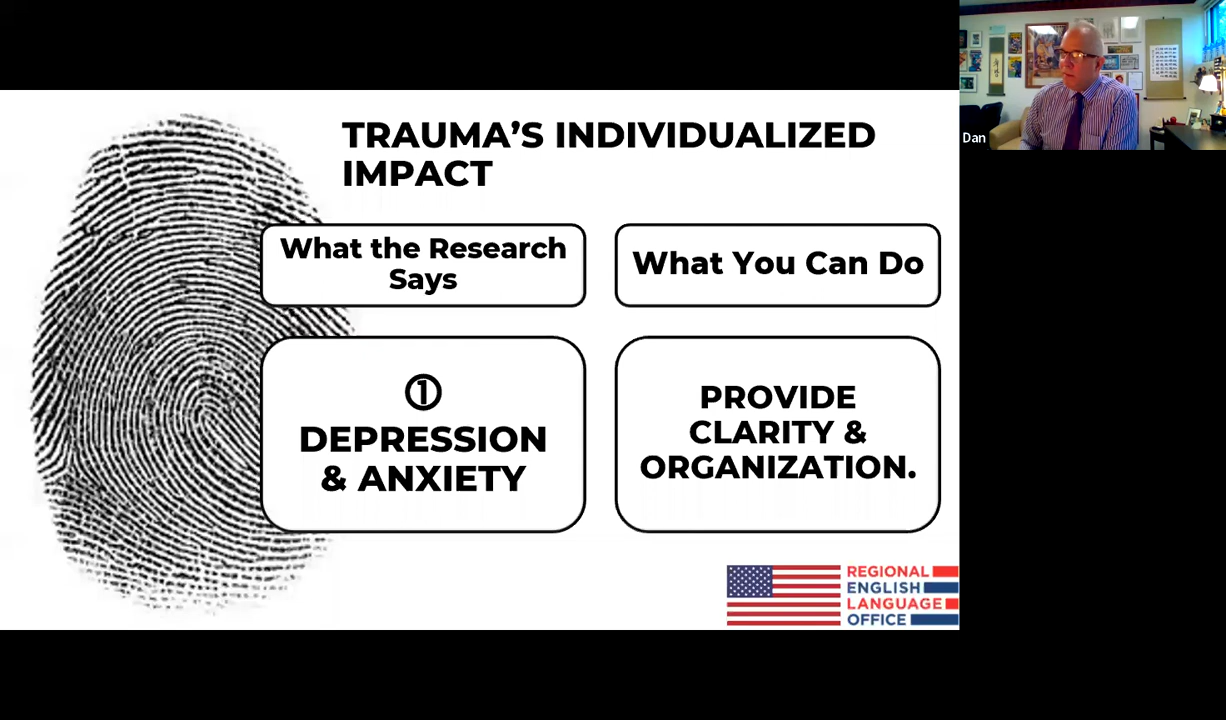 TRAUMA’S INDIVIDUALIZED
IMPACT
What the Research
Says
What You Can Do
①
DEPRESSION
& ANXIETY
PROVIDE
CLARITY &
ORGANIZATION.
REGIONAL
ENGLISH
LANGUAGE
OFFICE
Dan